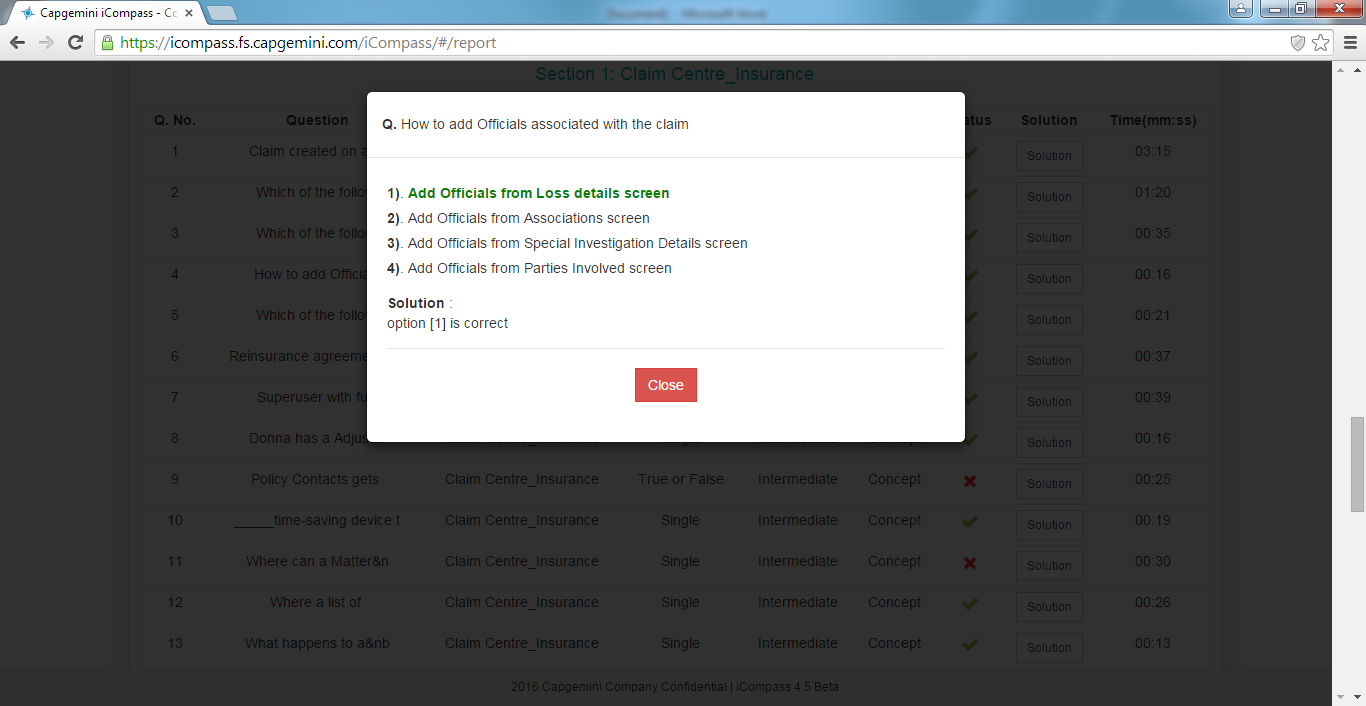 Capgemini iCompass - Co
Document1 - Microsoft Word
https://icompass.fs.capgemini.com/iCompass/#/report
Section 1: Claim Centre_Insurance
Q. No. Question atus Solution Time(mm:ss)
Q. How to add Officials associated with the claim
1). Add Officials from Loss details screen
2). Add Officials from Associations screen
3). Add Officials from Special Investigation Details screen
4). Add Officials from Parties Involved screen
Solution :
option [1] is correct
Close
1 Claim created on a Solution 03:15
2 Which of the follo Solution 01:20
3 Which of the follo Solution 00:35
4 How to add Officia Solution 00:16
5 Which of the follo Solution 00:21
6 Reinsurance agreeme Solution 00:37
7 Superuser with fu Solution 00:39
8 Donna has a Adjus Claim Centre_Insurance Single Intermediate Concept Solution 00:16
9 Policy Contacts gets Claim Centre_Insurance True or False Intermediate Concept Solution 00:25
10 _____time-saving device t Claim Centre_Insurance Single Intermediate Concept Solution 00:19
11 Where can a Matter&n Claim Centre_Insurance Single Intermediate Concept Solution 00:30
12 Where a list of Claim Centre_Insurance Single Intermediate Concept Solution 00:26
13 What happens to a&nb Claim Centre_Insurance Single Intermediate Concept Solution 00:13
2016 Capgemini Company Confidential | iCompass 4.5 Beta